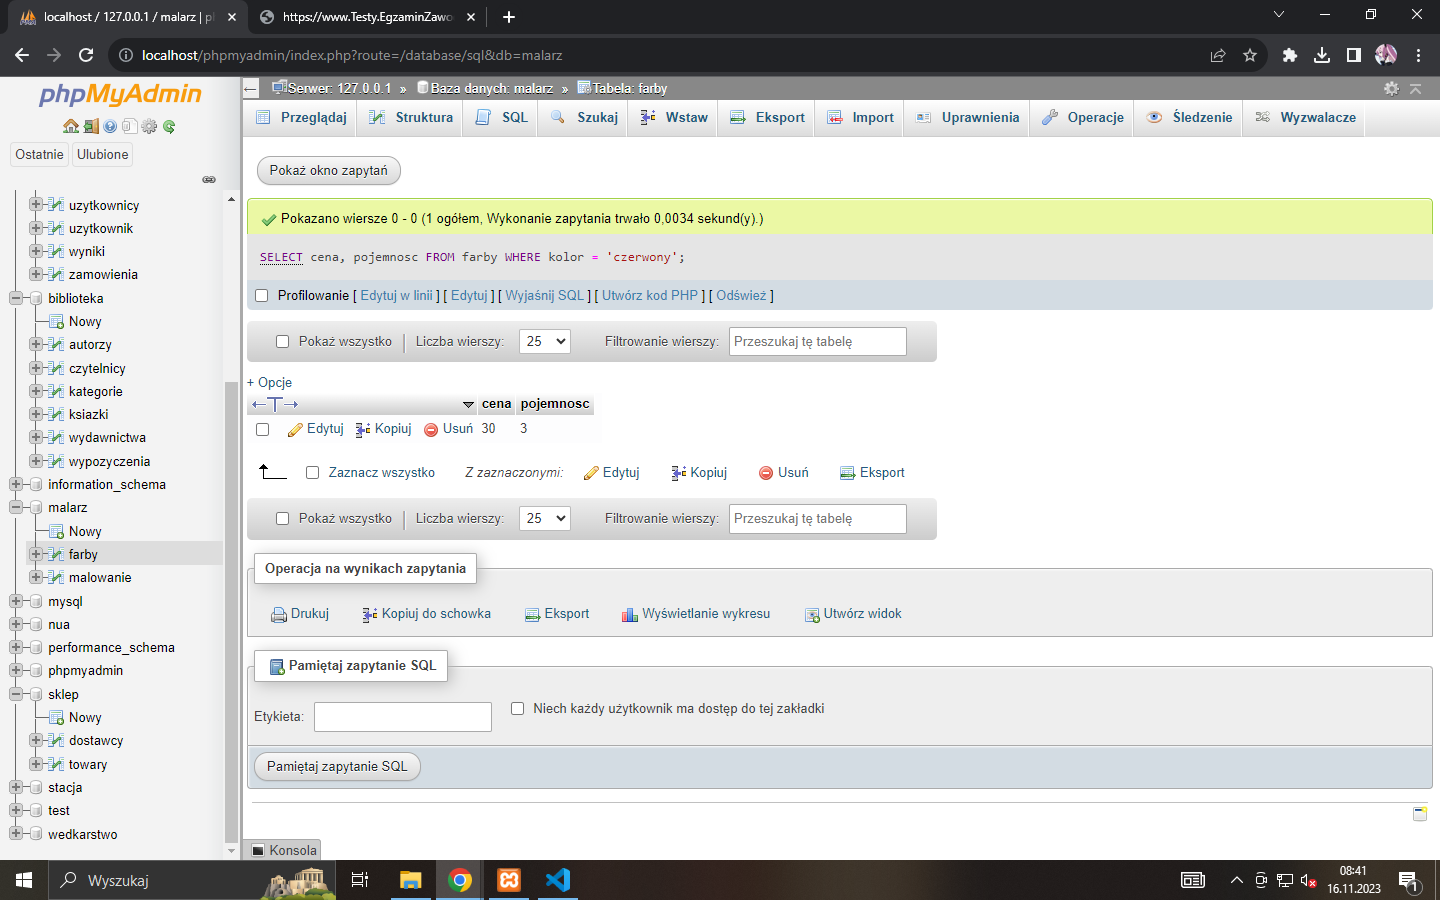 localhost / 127.0.0.1 / malarz | pl
https://www.Testy.EgzaminZawo
localhost/phpmyadmin/index.php?route=/database/sql&db=malarz
phpMyAdmin
Ostatnie Ulubione
uzytkownicy
uzytkownik
wyniki
zamowienia
biblioteka
Nowy
autorzy
czytelnicy
kategorie
ksiazki
wydawnictwa
wypozyczenia
information_schema
malarz
Nowy
farby
malowanie
mysql
nua
performance_schema
phpmyadmin
sklep
Nowy
dostawcy
towary
stacja
test
wedkarstwo
Serwer: 127.0.0.1 » Baza danych: malarz » Tabela: farby
Przeglądaj Struktura SQL Szukaj Wstaw Eksport Import Uprawnienia Operacje Śledzenie Wyzwalacze
Pokaż okno zapytań
Pokazano wiersze 0 - 0 (1 ogółem, Wykonanie zapytania trwało 0,0034 sekund(y).)
SELECT cena, pojemnosc FROM farby WHERE kolor = 'czerwony';
Profilowanie [ Edytuj w linii ] [ Edytuj ] [ Wyjaśnij SQL ] [ Utwórz kod PHP ] [ Odśwież ]
Pokaż wszystko Liczba wierszy: 25 Filtrowanie wierszy: Przeszukaj tę tabelę
+ Opcje
←T→ cena pojemnosc
Edytuj Kopiuj Usuń 30 3
Zaznacz wszystko Z zaznaczonymi: Edytuj Kopiuj Usuń Eksport
Pokaż wszystko Liczba wierszy: 25 Filtrowanie wierszy: Przeszukaj tę tabelę
Operacja na wynikach zapytania
Drukuj Kopiuj do schowka Eksport Wyświetlanie wykresu Utwórz widok
Pamiętaj zapytanie SQL
Etykieta: Niech każdy użytkownik ma dostęp do tej zakładki
Pamiętaj zapytanie SQL
Konsola
Wyszukaj
08:41
16.11.2023
1